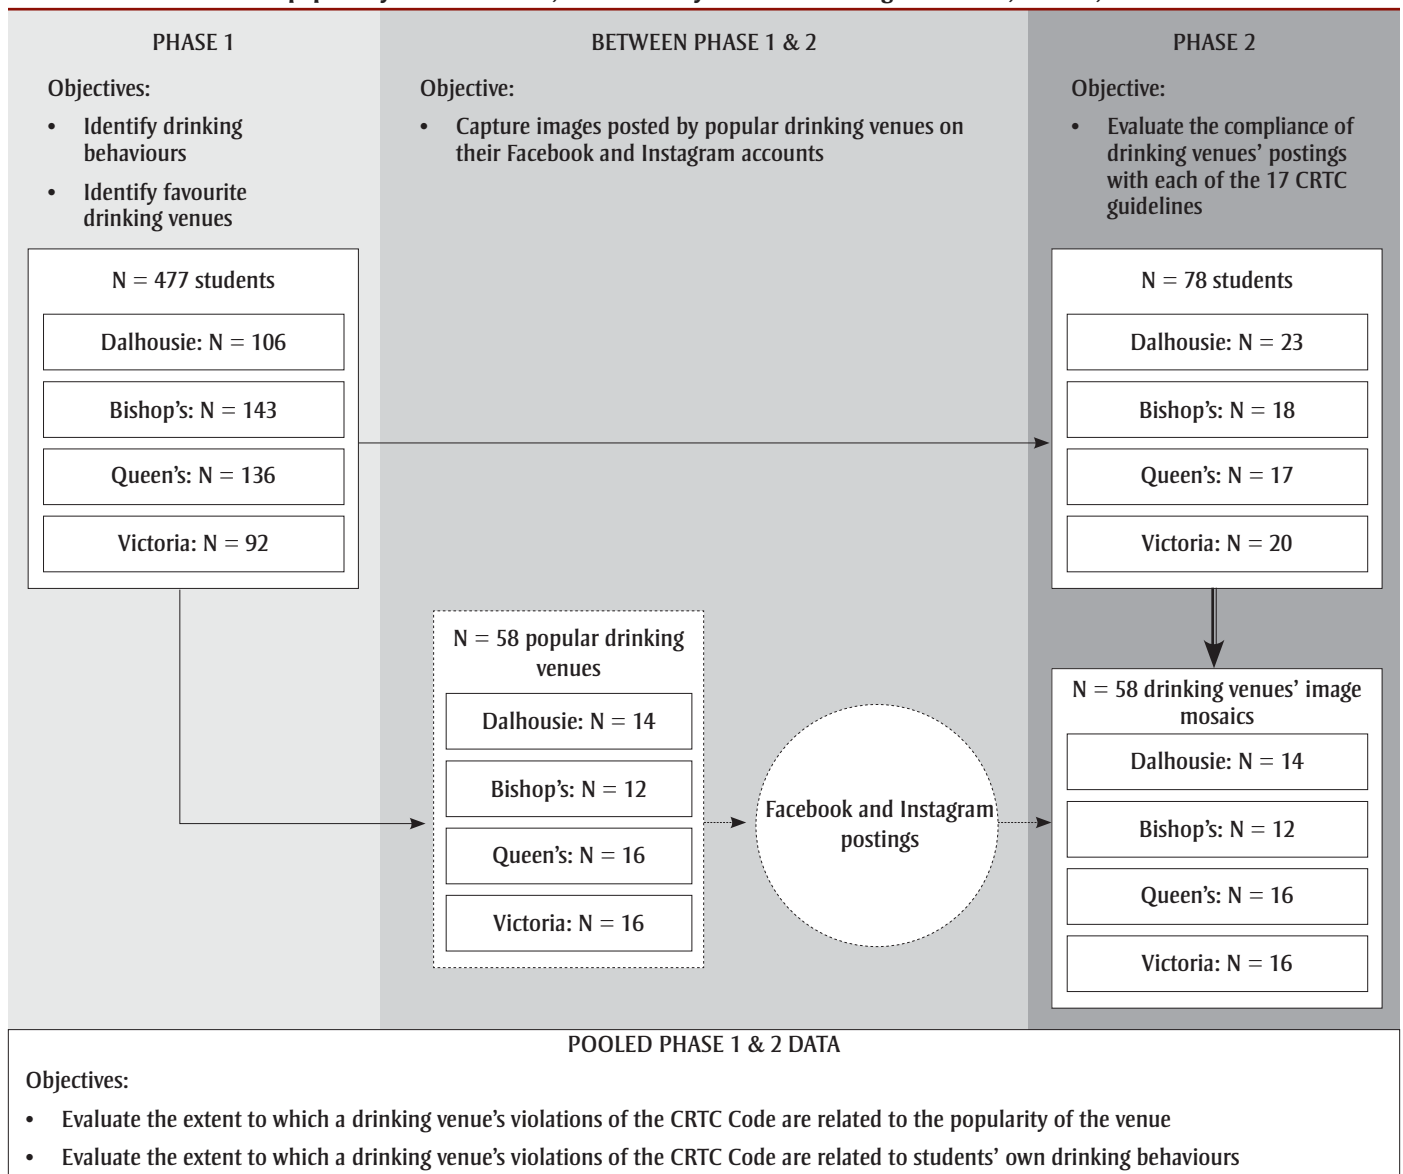 PHASE 1
Objectives:
• Identify drinking
behaviours
• Identify favourite
drinking venues
N = 477 students
Dalhousie: N = 106
Bishop's: N = 143
Queen's: N = 136
Victoria: N = 92
BETWEEN PHASE 1 & 2
Objective:
• Capture images posted by popular drinking venues on
their Facebook and Instagram accounts
N = 58 popular drinking
venues
Dalhousie: N = 14
Bishop's: N = 12
Queen's: N = 16
Victoria: N = 16
Facebook and Instagram
postings
PHASE 2
Objective:
• Evaluate the compliance of
drinking venues' postings
with each of the 17 CRTC
guidelines
N = 78 students
Dalhousie: N = 23
Bishop's: N = 18
Queen's: N = 17
Victoria: N = 20
N = 58 drinking venues' image
mosaics
Dalhousie: N = 14
Bishop's: N = 12
Queen's: N = 16
Victoria: N = 16
POOLED PHASE 1 & 2 DATA
Objectives:
• Evaluate the extent to which a drinking venue's violations of the CRTC Code are related to the popularity of the venue
• Evaluate the extent to which a drinking venue's violations of the CRTC Code are related to students' own drinking behaviours